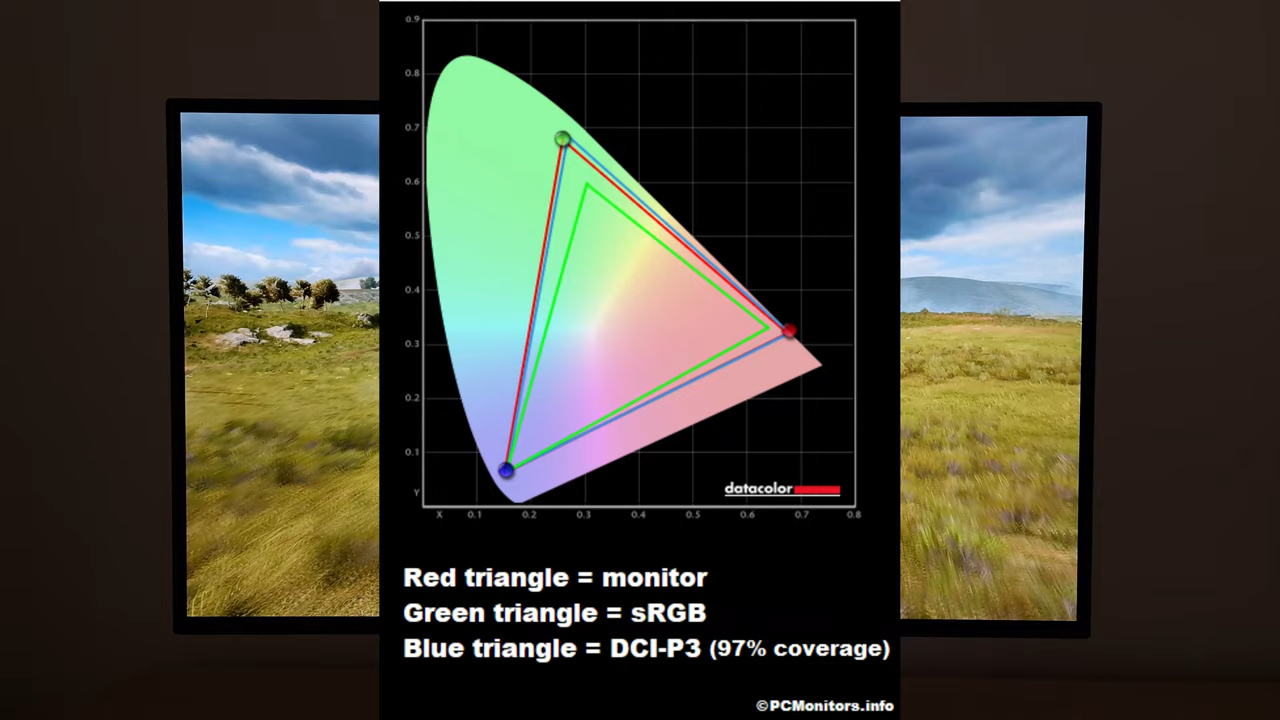 0.9
0.8
0.7
0.6
0.5
0.4
0.3
0.2
0.1
Y
X 0.1 0.2 0.3 0.4 0.5 0.6 0.7 0.8
datacolor
Red triangle = monitor
Green triangle = sRGB
Blue triangle = DCI-P3 (97% coverage)
©PCMonitors.info